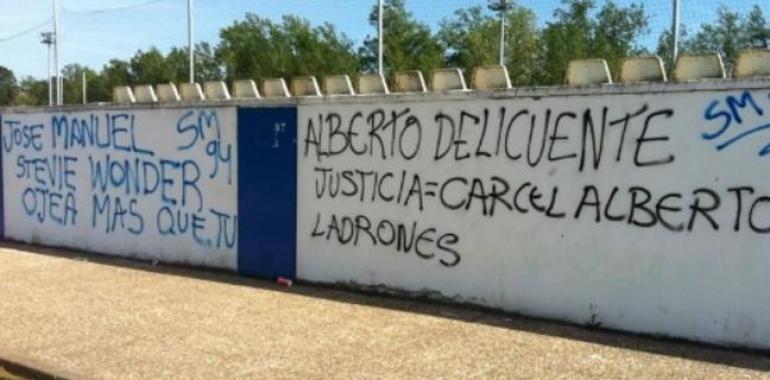 JOSE MANUEL SM
94
STEVIE WONDER
OJEA MAS QUE TU
ALBERTO DELICUENTE
JUSTICIA=CARCEL ALBERTO
LADRONES
SM